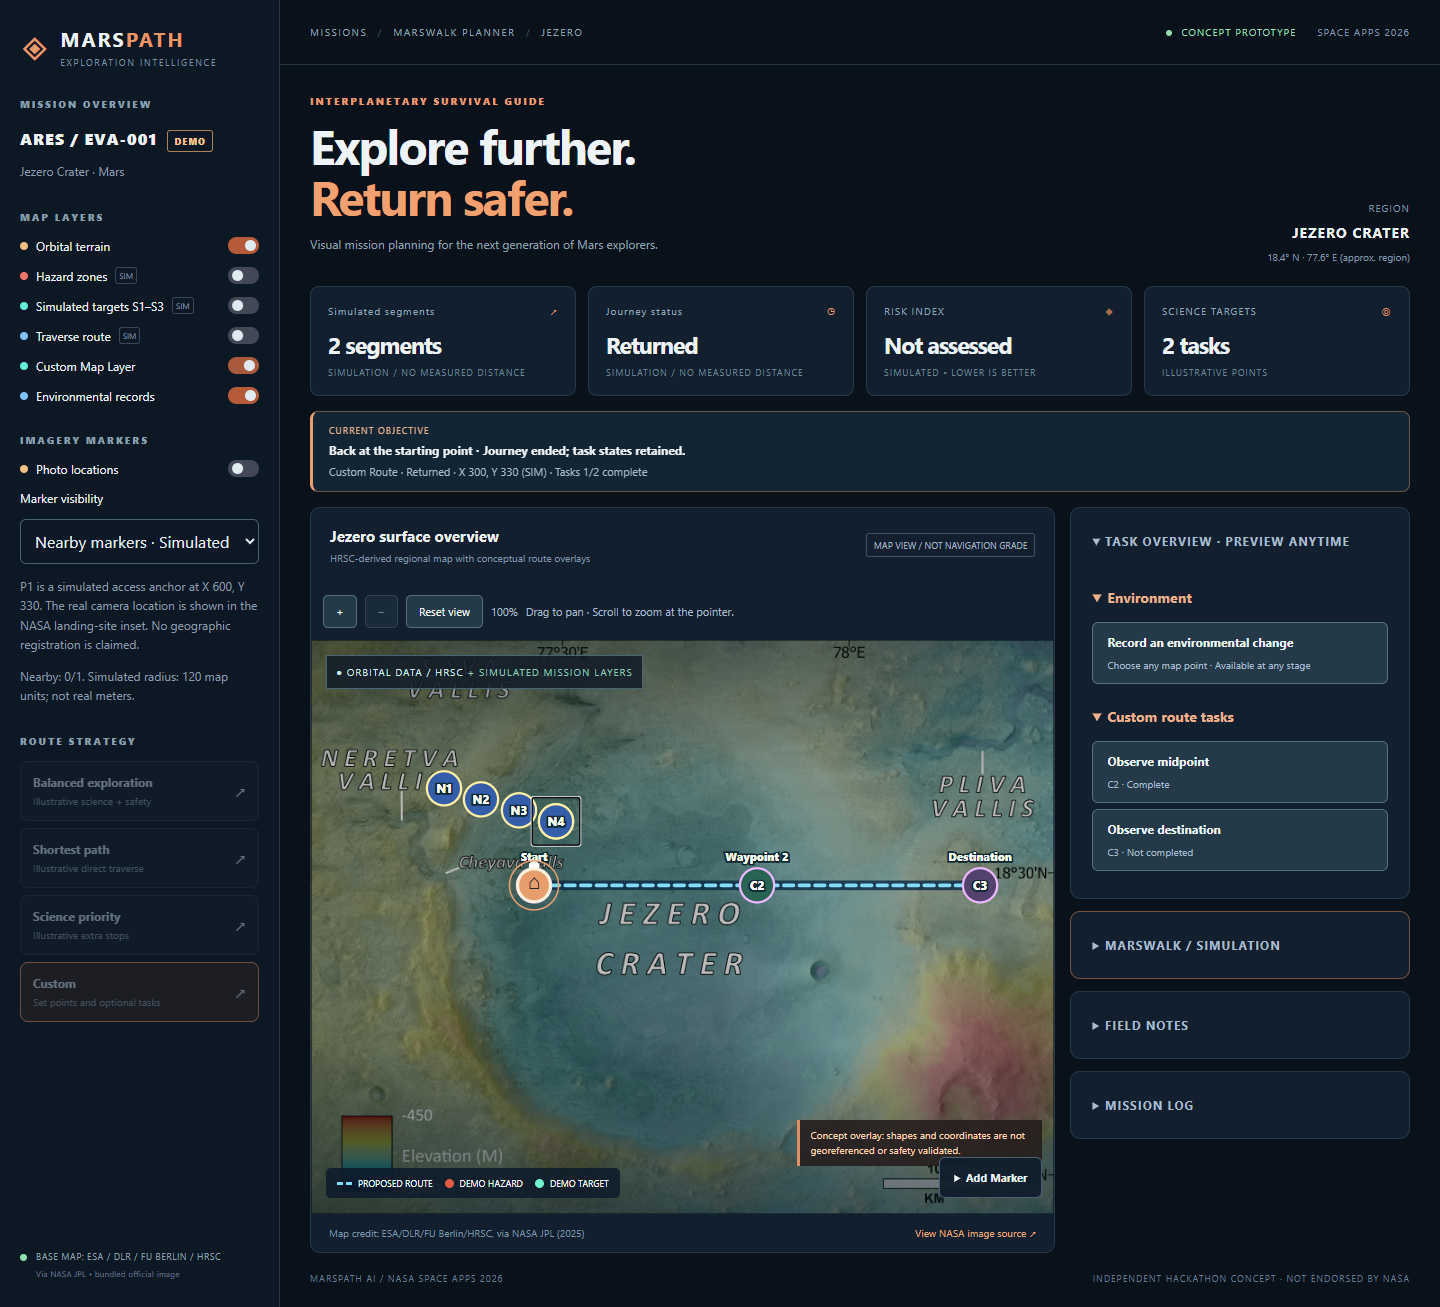 MARSPATH
EXPLORATION INTELLIGENCE
MISSION OVERVIEW
ARES / EVA-001 DEMO
Jezero Crater · Mars
MAP LAYERS
Orbital terrain
Hazard zones SIM
Simulated targets S1–S3 SIM
Traverse route SIM
Custom Map Layer
Environmental records
IMAGERY MARKERS
Photo locations
Marker visibility
Nearby markers · Simulated
P1 is a simulated access anchor at X 600, Y
330. The real camera location is shown in the
NASA landing-site inset. No geographic
registration is claimed.
Nearby: 0/1. Simulated radius: 120 map
units; not real meters.
ROUTE STRATEGY
Balanced exploration
Illustrative science + safety
Shortest path
Illustrative direct traverse
Science priority
Illustrative extra stops
Custom
Set points and optional tasks
BASE MAP: ESA / DLR / FU BERLIN / HRSC
Via NASA JPL • bundled official image
MISSIONS / MARSWALK PLANNER / JEZERO
CONCEPT PROTOTYPE SPACE APPS 2026
INTERPLANETARY SURVIVAL GUIDE
Explore further.
Return safer.
Visual mission planning for the next generation of Mars explorers.
REGION
JEZERO CRATER
18.4° N · 77.6° E (approx. region)
Simulated segments
2 segments
SIMULATION / NO MEASURED DISTANCE
Journey status
Returned
SIMULATION / NO MEASURED DISTANCE
RISK INDEX
Not assessed
SIMULATED • LOWER IS BETTER
SCIENCE TARGETS
2 tasks
ILLUSTRATIVE POINTS
CURRENT OBJECTIVE
Back at the starting point · Journey ended; task states retained.
Custom Route · Returned · X 300, Y 330 (SIM) · Tasks 1/2 complete
Jezero surface overview
HRSC-derived regional map with conceptual route overlays
MAP VIEW / NOT NAVIGATION GRADE
+ − Reset view 100% Drag to pan · Scroll to zoom at the pointer.
77°30'E 78°E
● ORBITAL DATA / HRSC + SIMULATED MISSION LAYERS
VALLIS
NERETVA
VALLIS
PLIVA
VALLIS
N1
N2
N3
N4
Start
Waypoint 2
Destination
C2
C3
18°30'N
JEZERO
CRATER
-450
Elevation (M)
Concept overlay: shapes and coordinates are not
georeferenced or safety validated.
PROPOSED ROUTE DEMO HAZARD DEMO TARGET
▸ Add Marker
KM
Map credit: ESA/DLR/FU Berlin/HRSC, via NASA JPL (2025)
View NASA image source ↗
▾ TASK OVERVIEW · PREVIEW ANYTIME
▾ Environment
Record an environmental change
Choose any map point · Available at any stage
▾ Custom route tasks
Observe midpoint
C2 · Complete
Observe destination
C3 · Not completed
▸ MARSWALK / SIMULATION
▸ FIELD NOTES
▸ MISSION LOG
MARSPATH AI / NASA SPACE APPS 2026
INDEPENDENT HACKATHON CONCEPT · NOT ENDORSED BY NASA